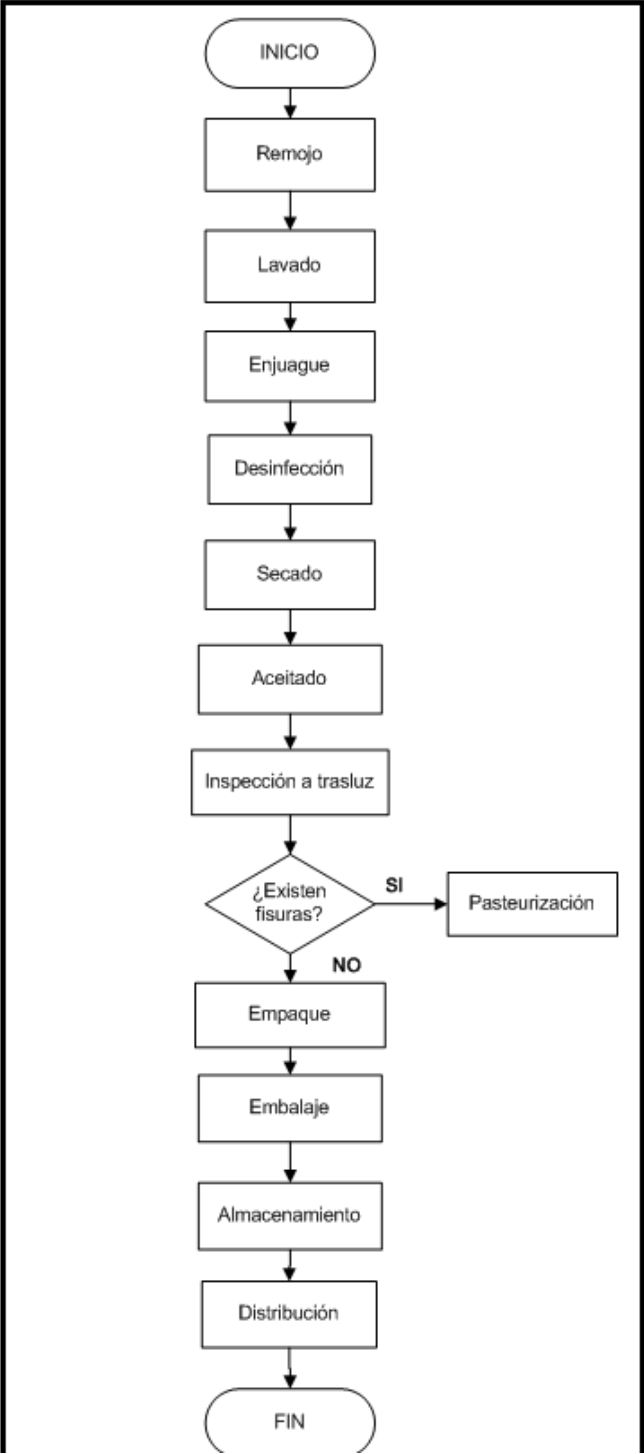 INICIO
Remojo
Lavado
Enjuague
Desinfección
Secado
Aceitado
Inspección a trasluz
¿Existen
fisuras?
SI
Pasteurización
NO
Empaque
Embalaje
Almacenamiento
Distribución
FIN